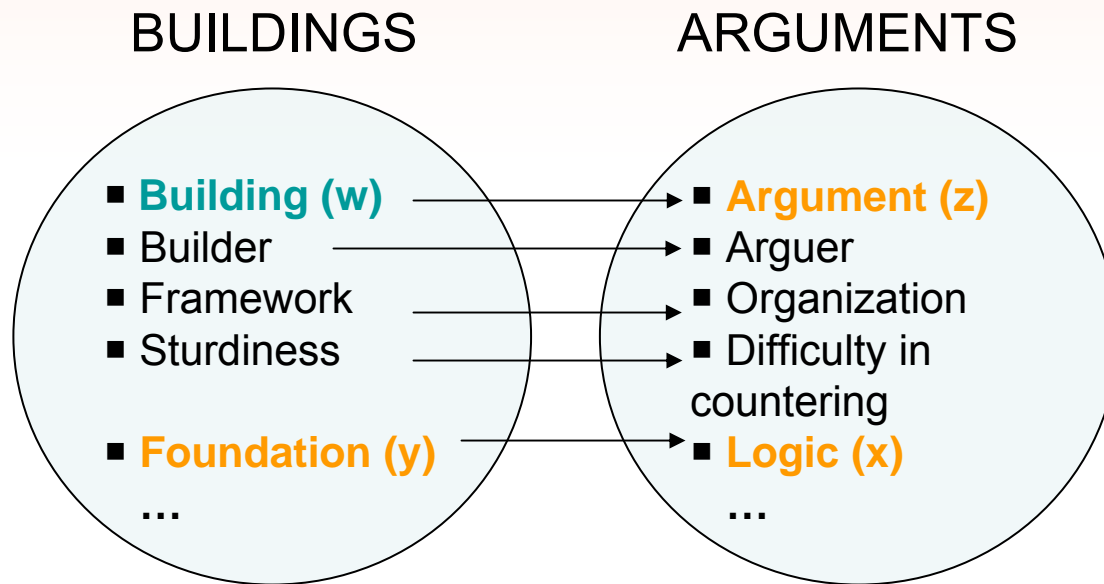 BUILDINGS
ARGUMENTS
▪ Building (w)
▪ Builder
▪ Framework
▪ Sturdiness
▪ Foundation (y)
...
▪ Argument (z)
▪ Arguer
▪ Organization
▪ Difficulty in
countering
▪ Logic (x)
...